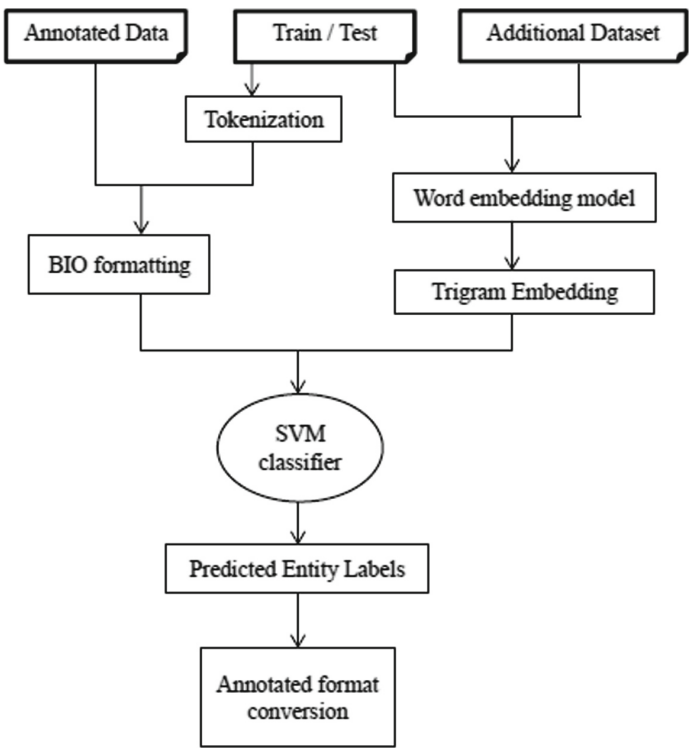 Annotated Data
Train / Test
Additional Dataset
Tokenization
Word embedding model
BIO formatting
Trigram Embedding
SVM
classifier
Predicted Entity Labels
Annotated format
conversion